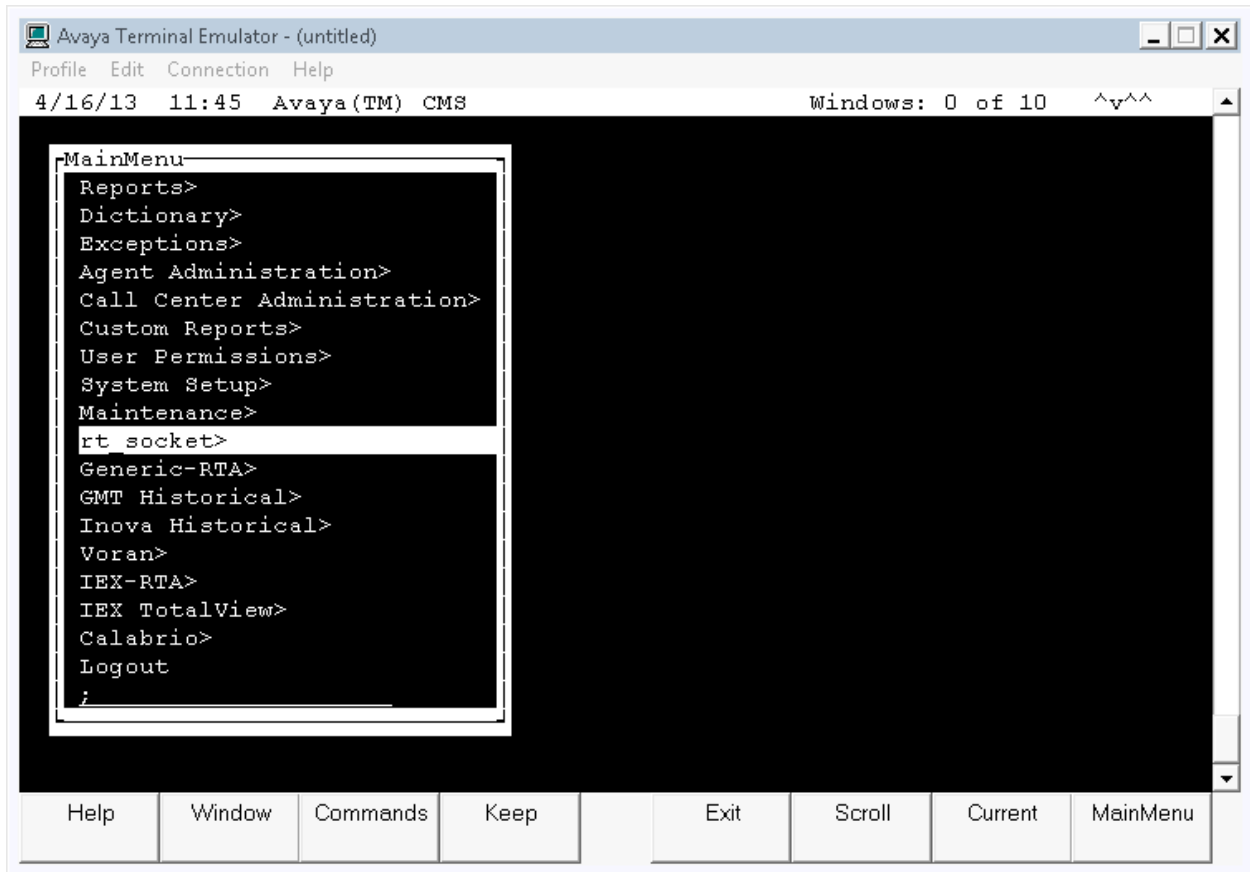 Avaya Terminal Emulator - (untitled)
Profile Edit Connection Help
4/16/13 11:45 Avaya(TM) CMS Windows: 0 of 10 ^v^^
MainMenu
Reports>
Dictionary>
Exceptions>
Agent Administration>
Call Center Administration>
Custom Reports>
User Permissions>
System Setup>
Maintenance>
rt_socket>
Generic-RTA>
GMT Historical>
Inova Historical>
Voran>
IEX-RTA>
IEX TotalView>
Calabrio>
Logout
;
Help Window Commands Keep Exit Scroll Current MainMenu